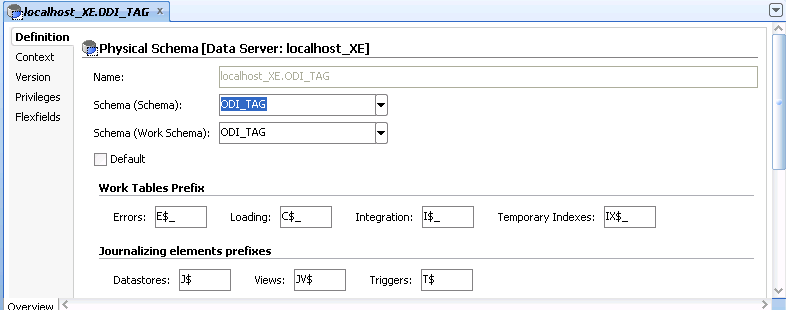 localhost_XE.ODI_TAG ×
Definition
Context
Version
Privileges
Flexfields
Physical Schema [Data Server: localhost_XE]
Name: localhost_XE.ODI_TAG
Schema (Schema): ODI_TAG
Schema (Work Schema): ODI_TAG
Default
Work Tables Prefix
Errors: E$_ Loading: C$_ Integration: I$_ Temporary Indexes: IX$_
Journalizing elements prefixes
Datastores: J$ Views: JV$ Triggers: T$
Overview